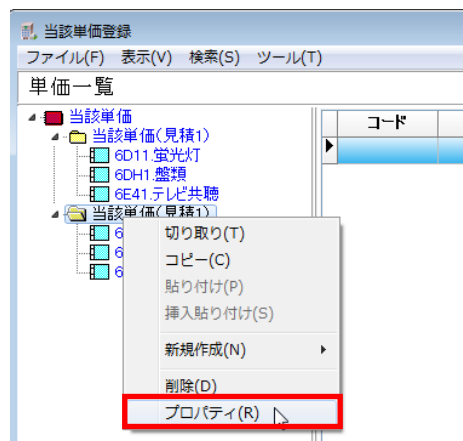 当該単価登録
ファイル(F) 表示(V) 検索(S) ツール(T)
単価一覧
当該単価
当該単価(見積1)
6D11.蛍光灯
6DH1.盤類
6E41.テレビ共聴
当該単価(見積1)
6
6
6
コード
切り取り(T)
コピー(C)
貼り付け(P)
挿入貼り付け(S)
新規作成(N)
削除(D)
プロパティ(R)